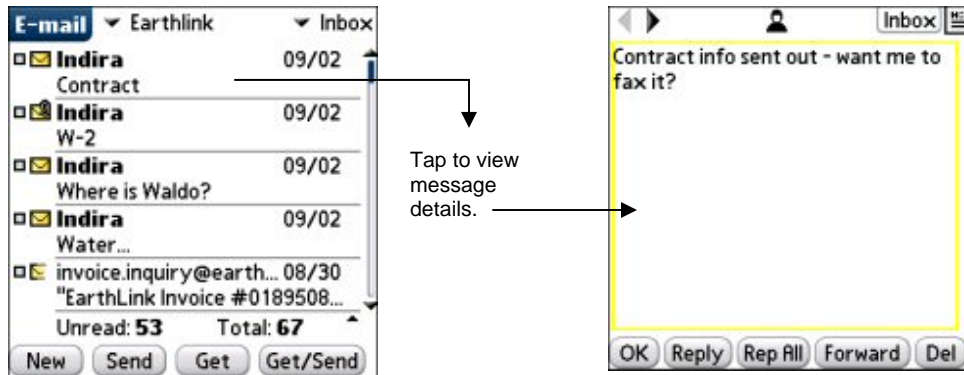 E-mail Earthlink Inbox
Indira 09/02
Contract
Indira 09/02
W-2
Indira 09/02
Where is Waldo?
Indira 09/02
Water...
invoice.inquiry@earth... 08/30
"EarthLink Invoice #0189508...
Unread: 53 Total: 67
New Send Get Get/Send
Tap to view
message
details.
Inbox
Contract info sent out - want me to
fax it?
OK Reply Rep All Forward Del